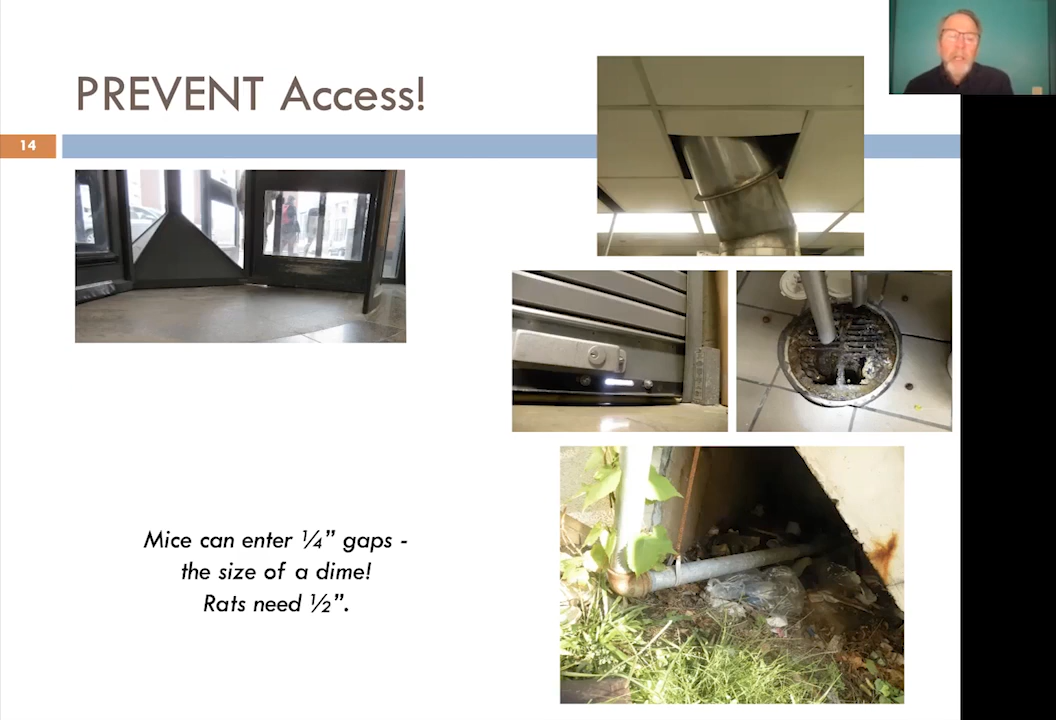 PREVENT Access!
14
Mice can enter ¼” gaps -
the size of a dime!
Rats need ½”.